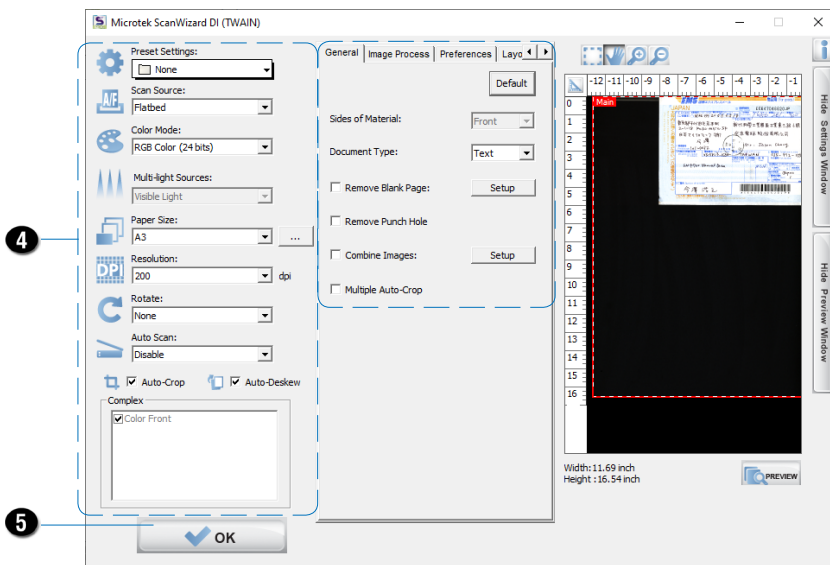 Microtek ScanWizard DI (TWAIN)
Preset Settings:
None
Scan Source:
Flatbed
Color Mode:
RGB Color (24 bits)
Multi-light Sources:
Visible Light
Paper Size:
A3
...
Resolution:
DPI
200
dpi
Rotate:
None
Auto Scan:
Disable
Auto-Crop
Auto-Deskew
Complex
Color Front
4
5
OK
General
Image Process
Preferences
Default
Sides of Material:
Front
Document Type:
Text
Remove Blank Page:
Setup
Remove Punch Hole
Combine Images:
Setup
Multiple Auto-Crop
-12 -11 -10 -9 -8 -7 -6 -5 -4 -3 -2 -1
0
1
2
3
4
5
6
7
8
9
10
11
12
13
14
15
16
Main
EMS
JAPAN
Width:11.69 inch
Height :16.54 inch
PREVIEW
Hide Settings Window
Hide Preview Window